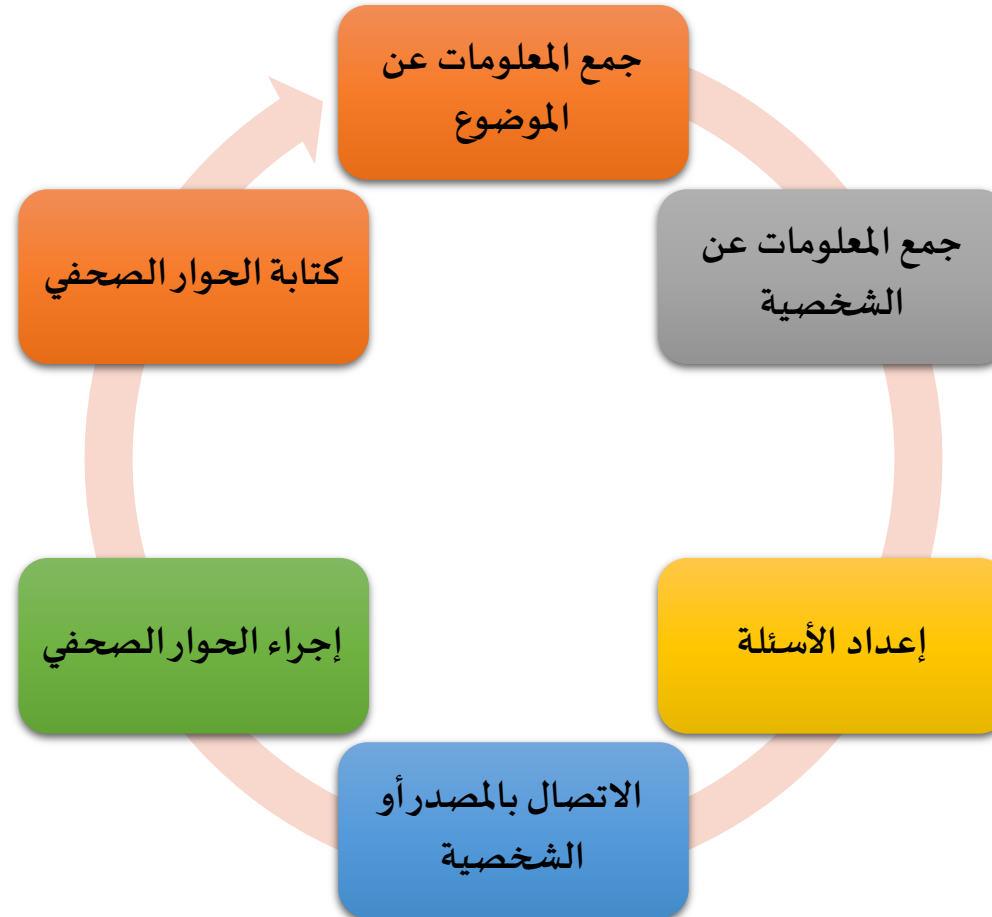 جمع المعلومات عن
الموضوع
جمع المعلومات عن
الشخصية
إعداد الأسئلة
الاتصال بالمصدر أو
الشخصية
إجراء الحوار الصحفي
كتابة الحوار الصحفي